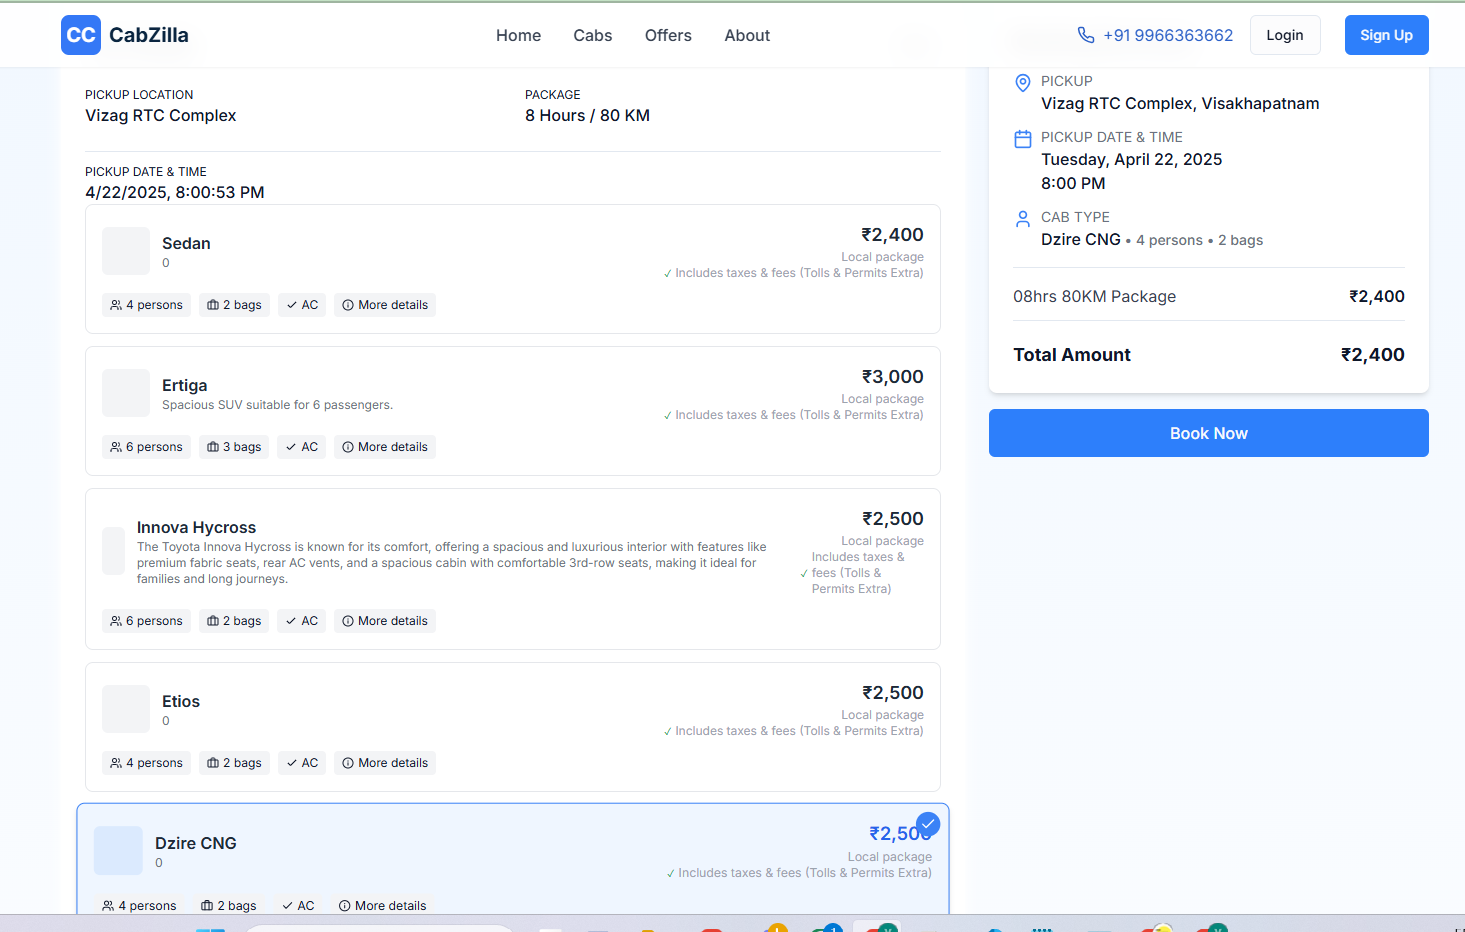 CC CabZilla
Home Cabs Offers About
+91 9966363662
Login
Sign Up
PICKUP LOCATION
Vizag RTC Complex
PACKAGE
8 Hours / 80 KM
PICKUP DATE & TIME
4/22/2025, 8:00:53 PM
Sedan
0
₹2,400
Local package
✓ Includes taxes & fees (Tolls & Permits Extra)
4 persons 2 bags ✓ AC More details
Ertiga
Spacious SUV suitable for 6 passengers.
₹3,000
Local package
✓ Includes taxes & fees (Tolls & Permits Extra)
6 persons 3 bags ✓ AC More details
Innova Hycross
The Toyota Innova Hycross is known for its comfort, offering a spacious and luxurious interior with features like
premium fabric seats, rear AC vents, and a spacious cabin with comfortable 3rd-row seats, making it ideal for
families and long journeys.
₹2,500
Local package
Includes taxes &
✓ fees (Tolls &
Permits Extra)
6 persons 2 bags ✓ AC More details
Etios
0
₹2,500
Local package
✓ Includes taxes & fees (Tolls & Permits Extra)
4 persons 2 bags ✓ AC More details
Dzire CNG
0
₹2,500
Local package
✓ Includes taxes & fees (Tolls & Permits Extra)
4 persons 2 bags ✓ AC More details
PICKUP
Vizag RTC Complex, Visakhapatnam
PICKUP DATE & TIME
Tuesday, April 22, 2025
8:00 PM
CAB TYPE
Dzire CNG • 4 persons • 2 bags
08hrs 80KM Package ₹2,400
Total Amount ₹2,400
Book Now